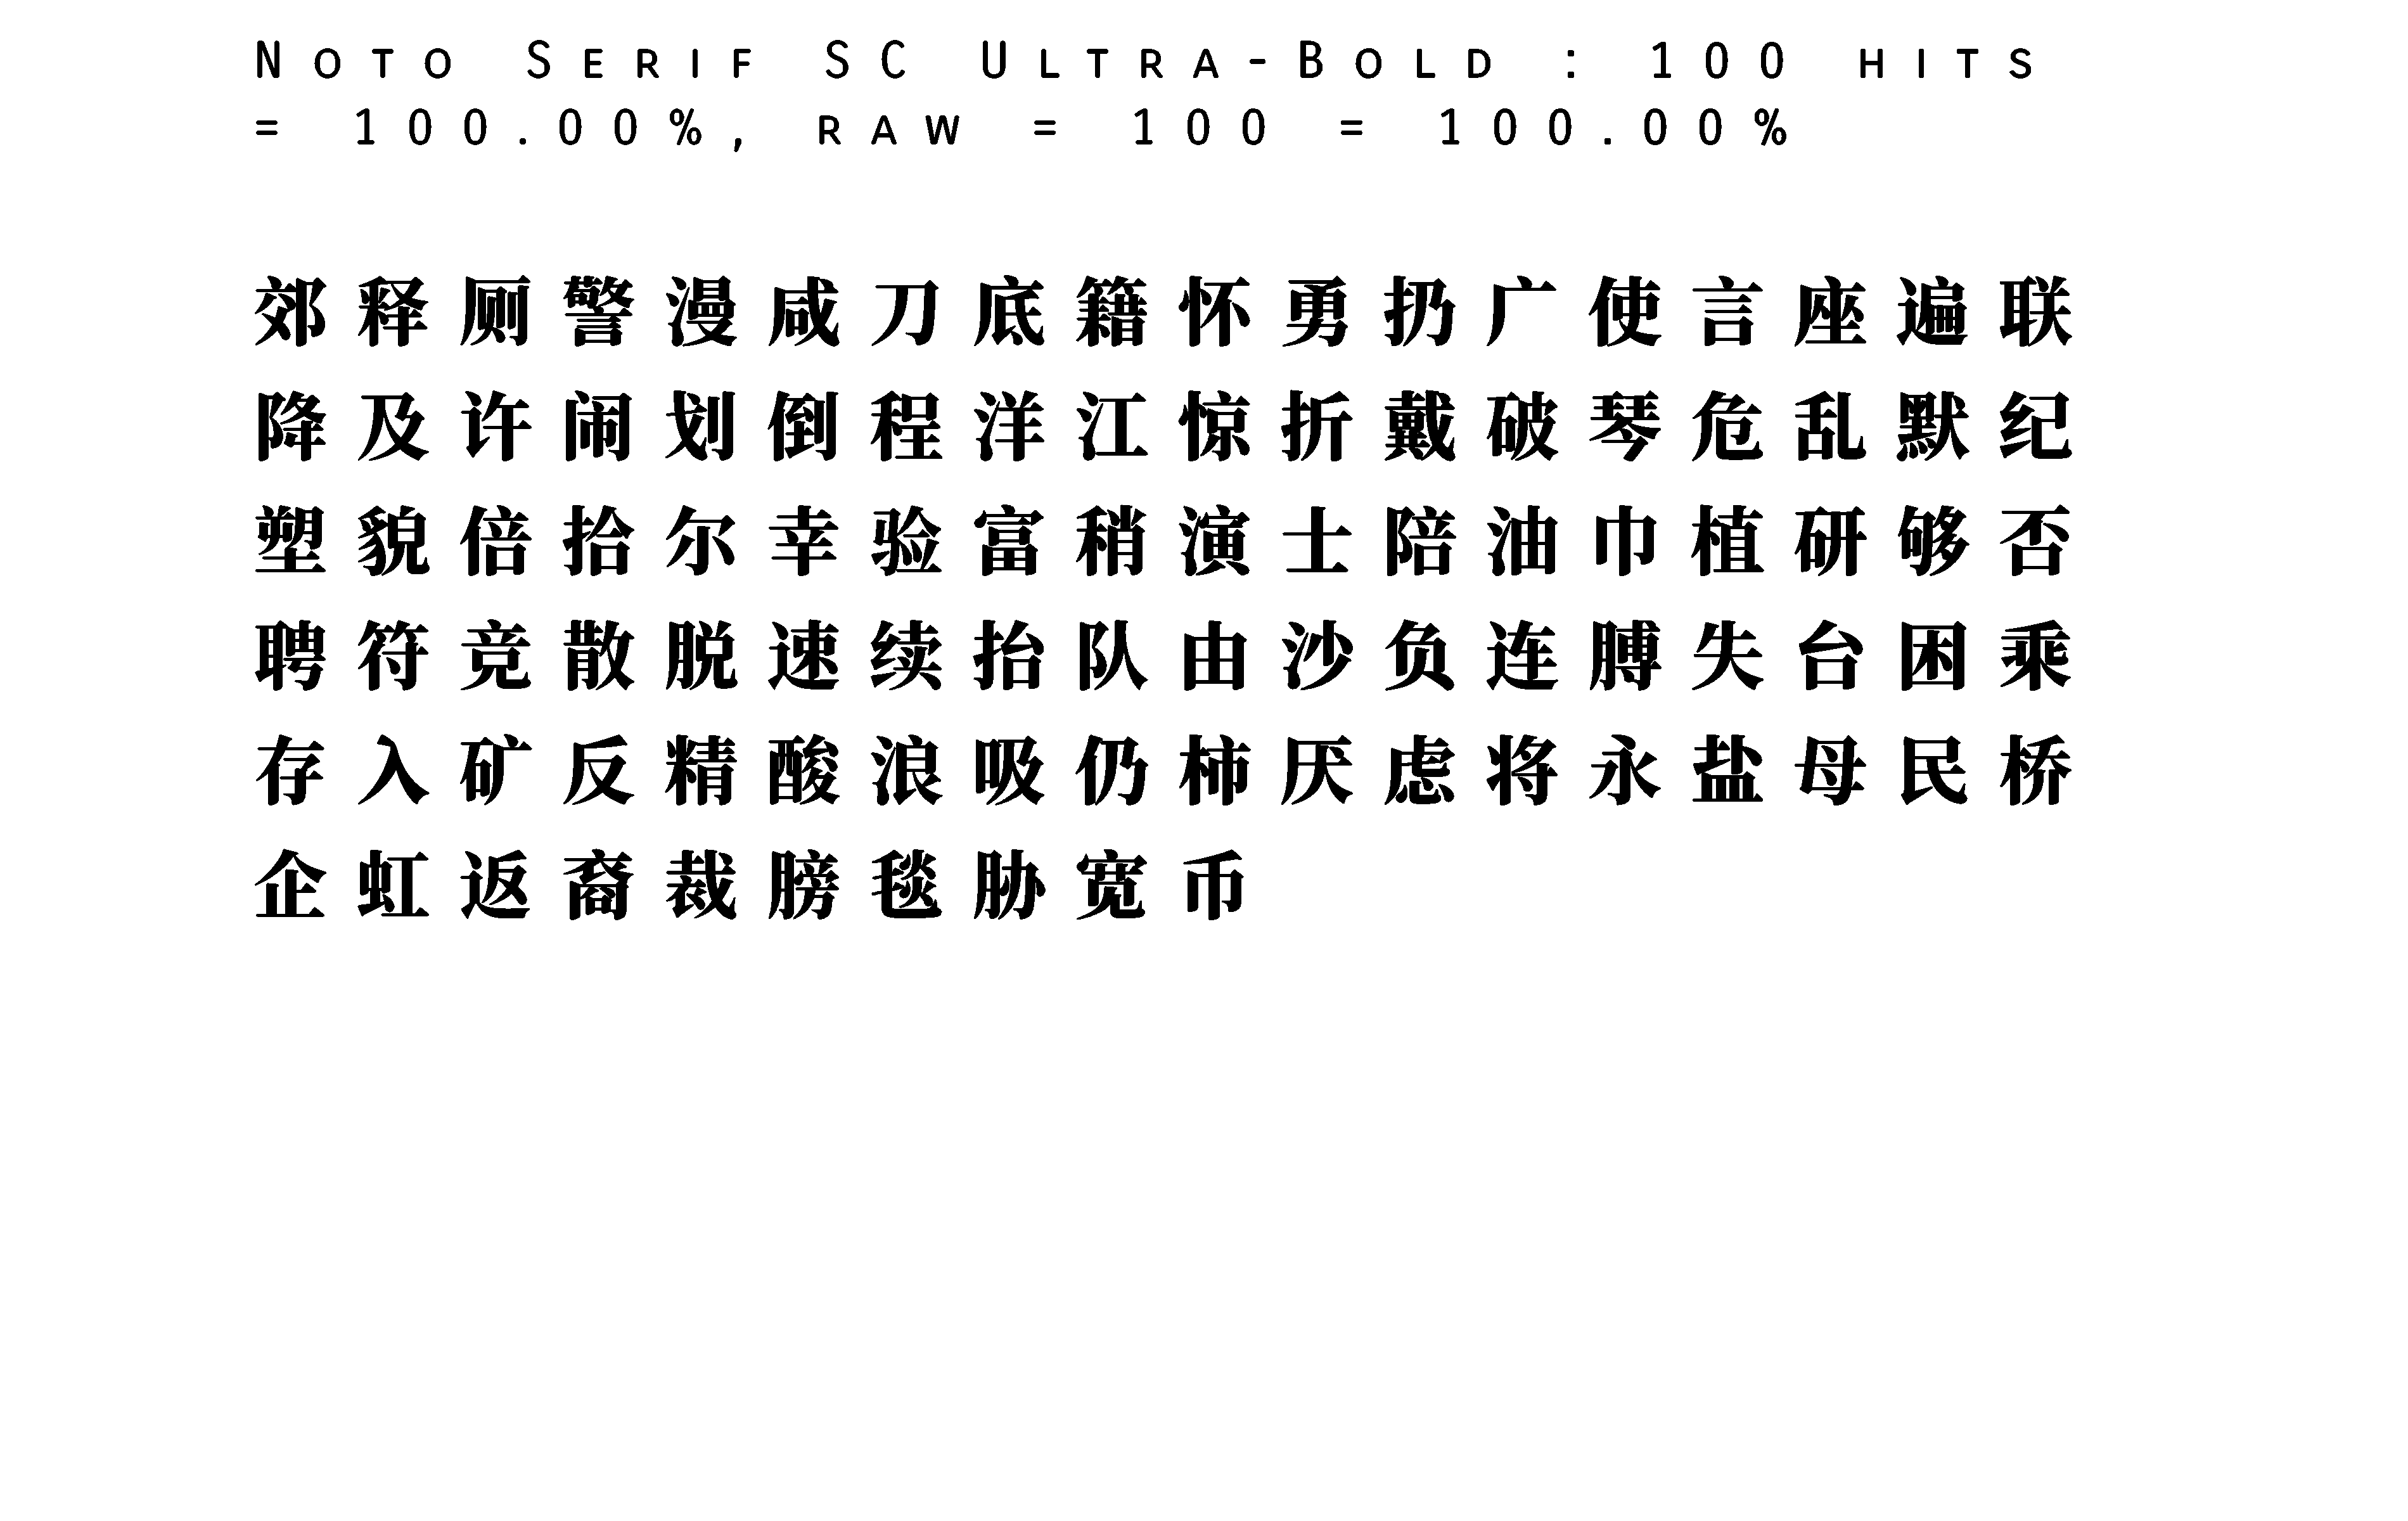 Noto Serif SC Ultra-Bold : 100 hits
= 100.00%, raw = 100 = 100.00%
郊释厕警漫咸刀底籍怀勇扔广使言座遍联
降及许闹划倒程洋江惊折戴破琴危乱默纪
塑貌倍拾尔幸验富稍演士陪油巾植研够否
聘符竞散脱速续抬队由沙负连膊失台困乘
存入矿反精酸浪吸仍柿厌虑将永盐母民桥
企虹返裔裁膀毯胁宽币